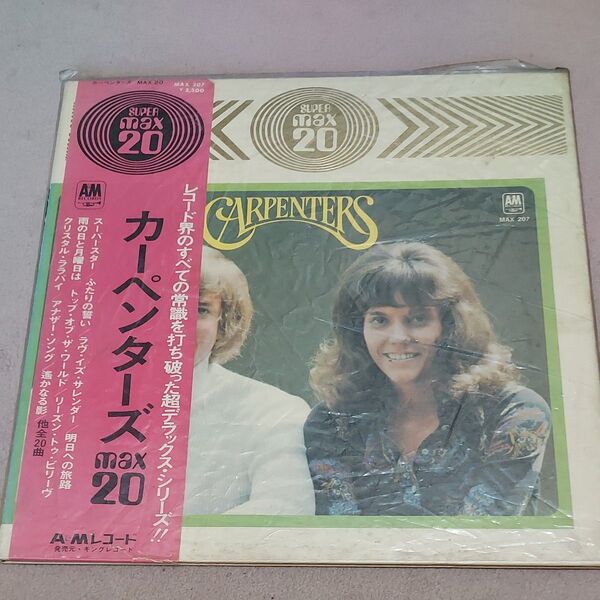 カーペンターズ MAX 20
MAX 207
¥2,500
SUPER
max
20
SUPER
max
20
AM
RECORDS
カーペンターズ
max
20
レコード界のすべての常識を打ち破った超デラックス・シリーズ!!
スーパースター/ふたりの誓い/ラヴ・イズ・サレンダー/明日への旅路
雨の日と月曜日は/トップ・オブ・ザ・ワールド/リーズン・トゥ・ビリーヴ
クリスタル・ララバイ/アナザー・ソング/遙かなる影 他全20曲
A&Mレコード
発売元・キングレコード
CARPENTERS
AM
MAX 207